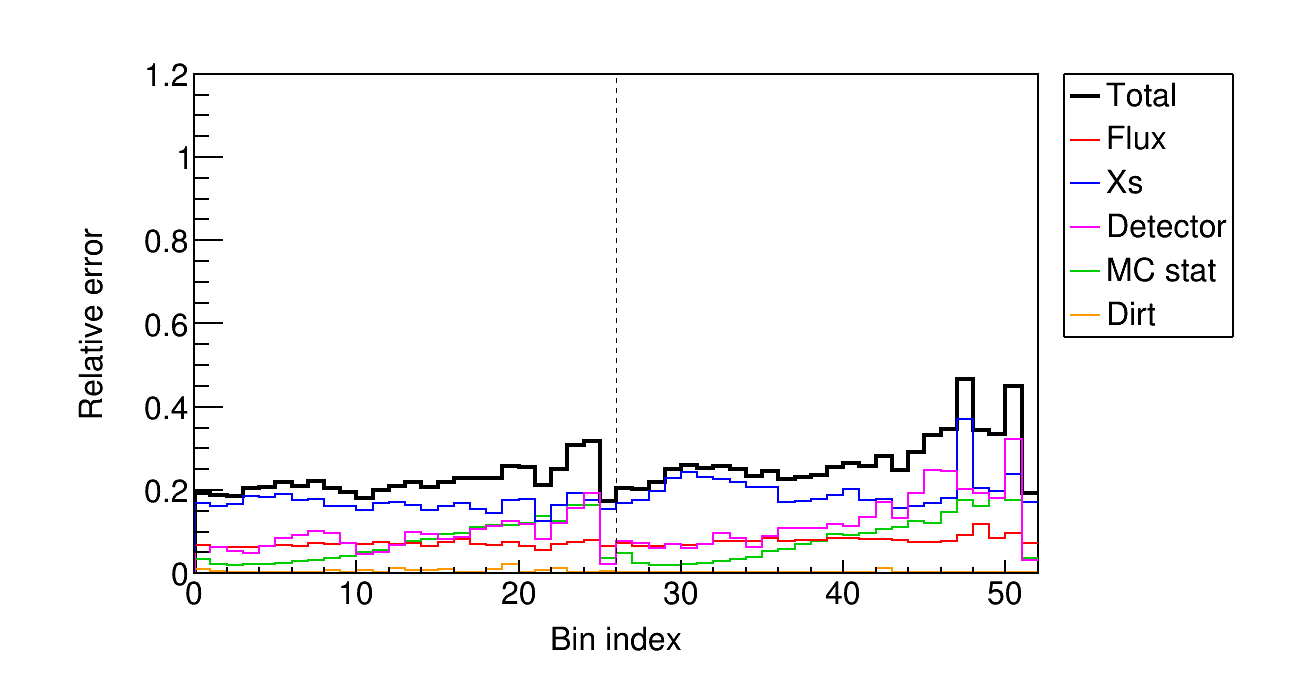 1.2
1
0.8
0.6
0.4
0.2
0
Relative error
0 10 20 30 40 50
Bin index
Total
Flux
Xs
Detector
MC stat
Dirt